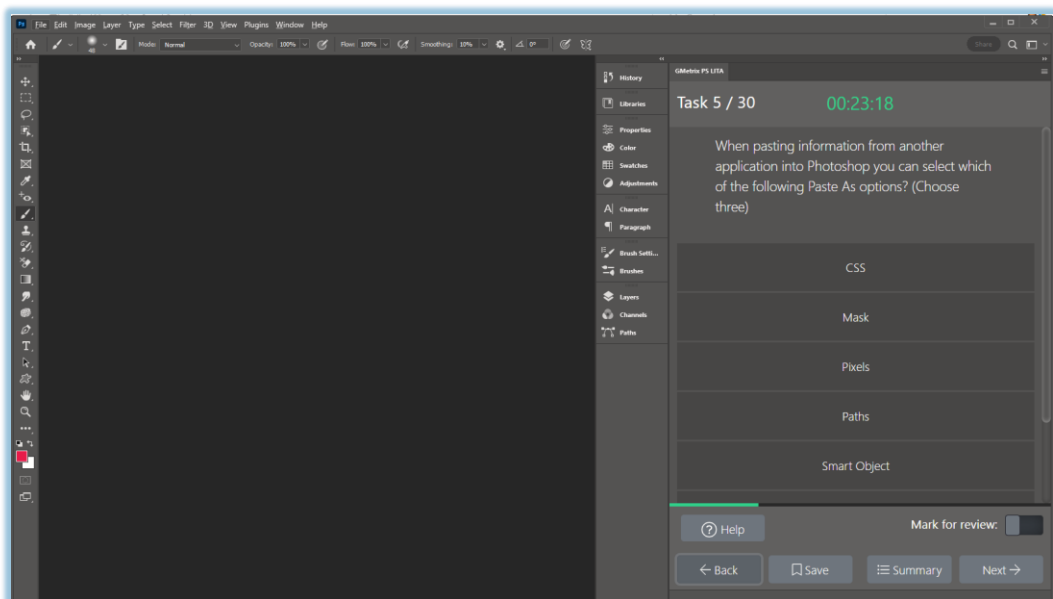 Ps File Edit Image Layer Type Select Filter 3D View Plugins Window Help
Mode: Normal Opacity: 100% Flow: 100% Smoothing: 10% 0° Share
History
Libraries
Properties
Color
Swatches
Adjustments
Character
Paragraph
Brush Setti...
Brushes
Layers
Channels
Paths
GMetrix PS LITA
Task 5 / 30 00:23:18
When pasting information from another
application into Photoshop you can select which
of the following Paste As options? (Choose
three)
CSS
Mask
Pixels
Paths
Smart Object
Help
Mark for review:
Back Save Summary Next